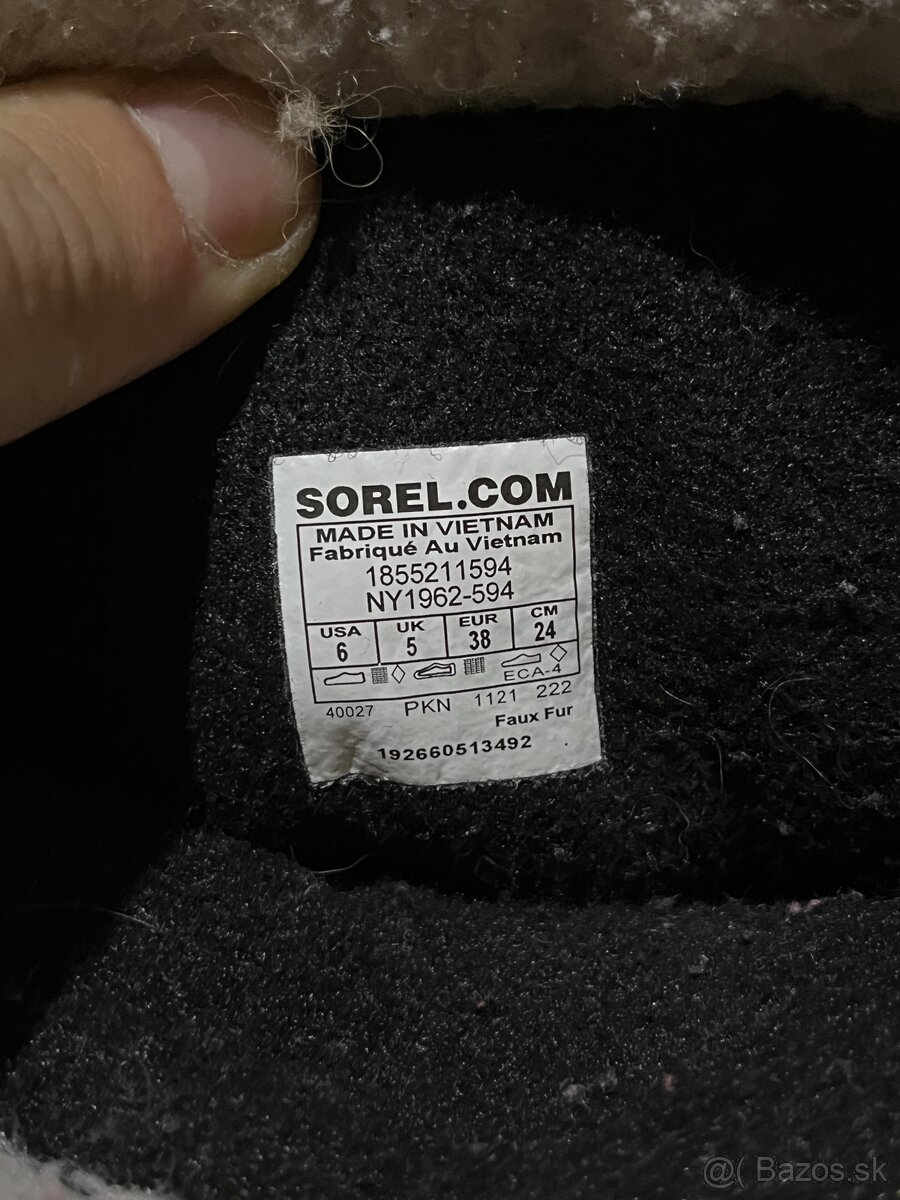 SOREL.COM
MADE IN VIETNAM
Fabriqué Au Vietnam
1855211594
NY1962-594
USA UK EUR CM
6 5 38 24
ECA-4
40027 PKN 1121 222
Faux Fur
192660513492
@( Bazos.sk